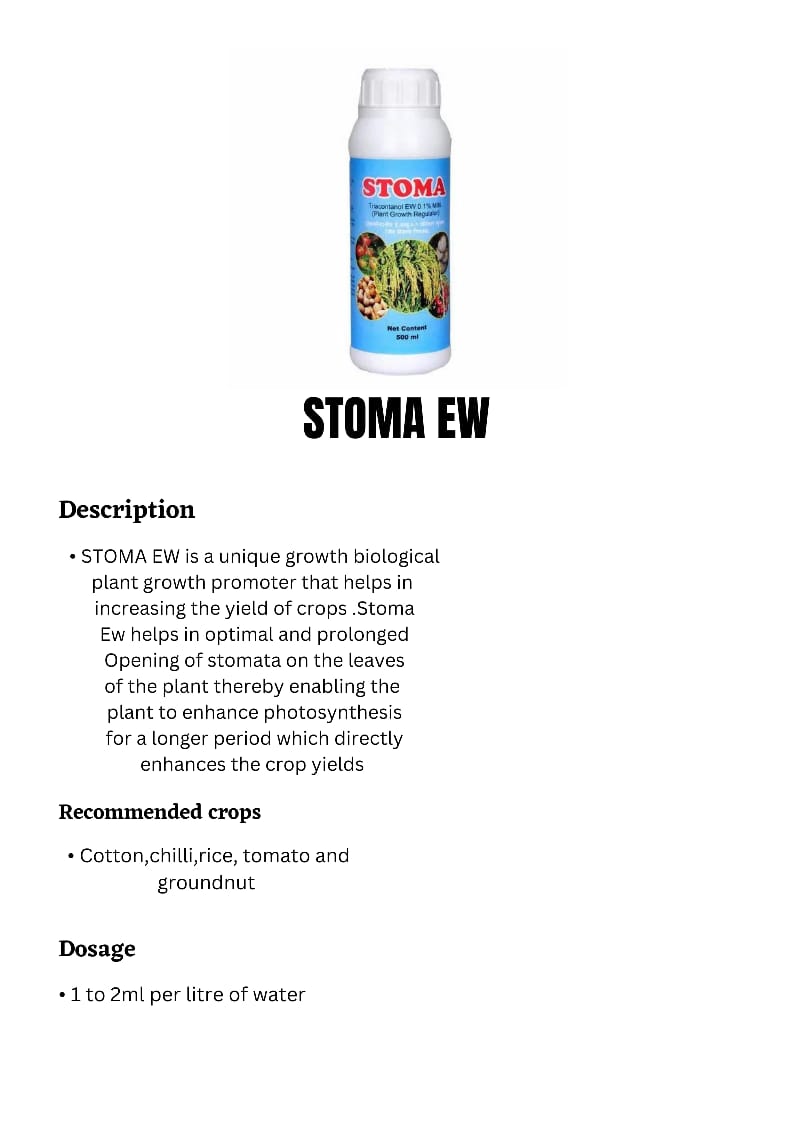 STOMA
Triacontanol EW 0.1% MIN.
(Plant Growth Regulator)
Net Content
500 ml
STOMA EW
Description
• STOMA EW is a unique growth biological
plant growth promoter that helps in
increasing the yield of crops .Stoma
Ew helps in optimal and prolonged
Opening of stomata on the leaves
of the plant thereby enabling the
plant to enhance photosynthesis
for a longer period which directly
enhances the crop yields
Recommended crops
• Cotton,chilli,rice, tomato and
groundnut
Dosage
• 1 to 2ml per litre of water